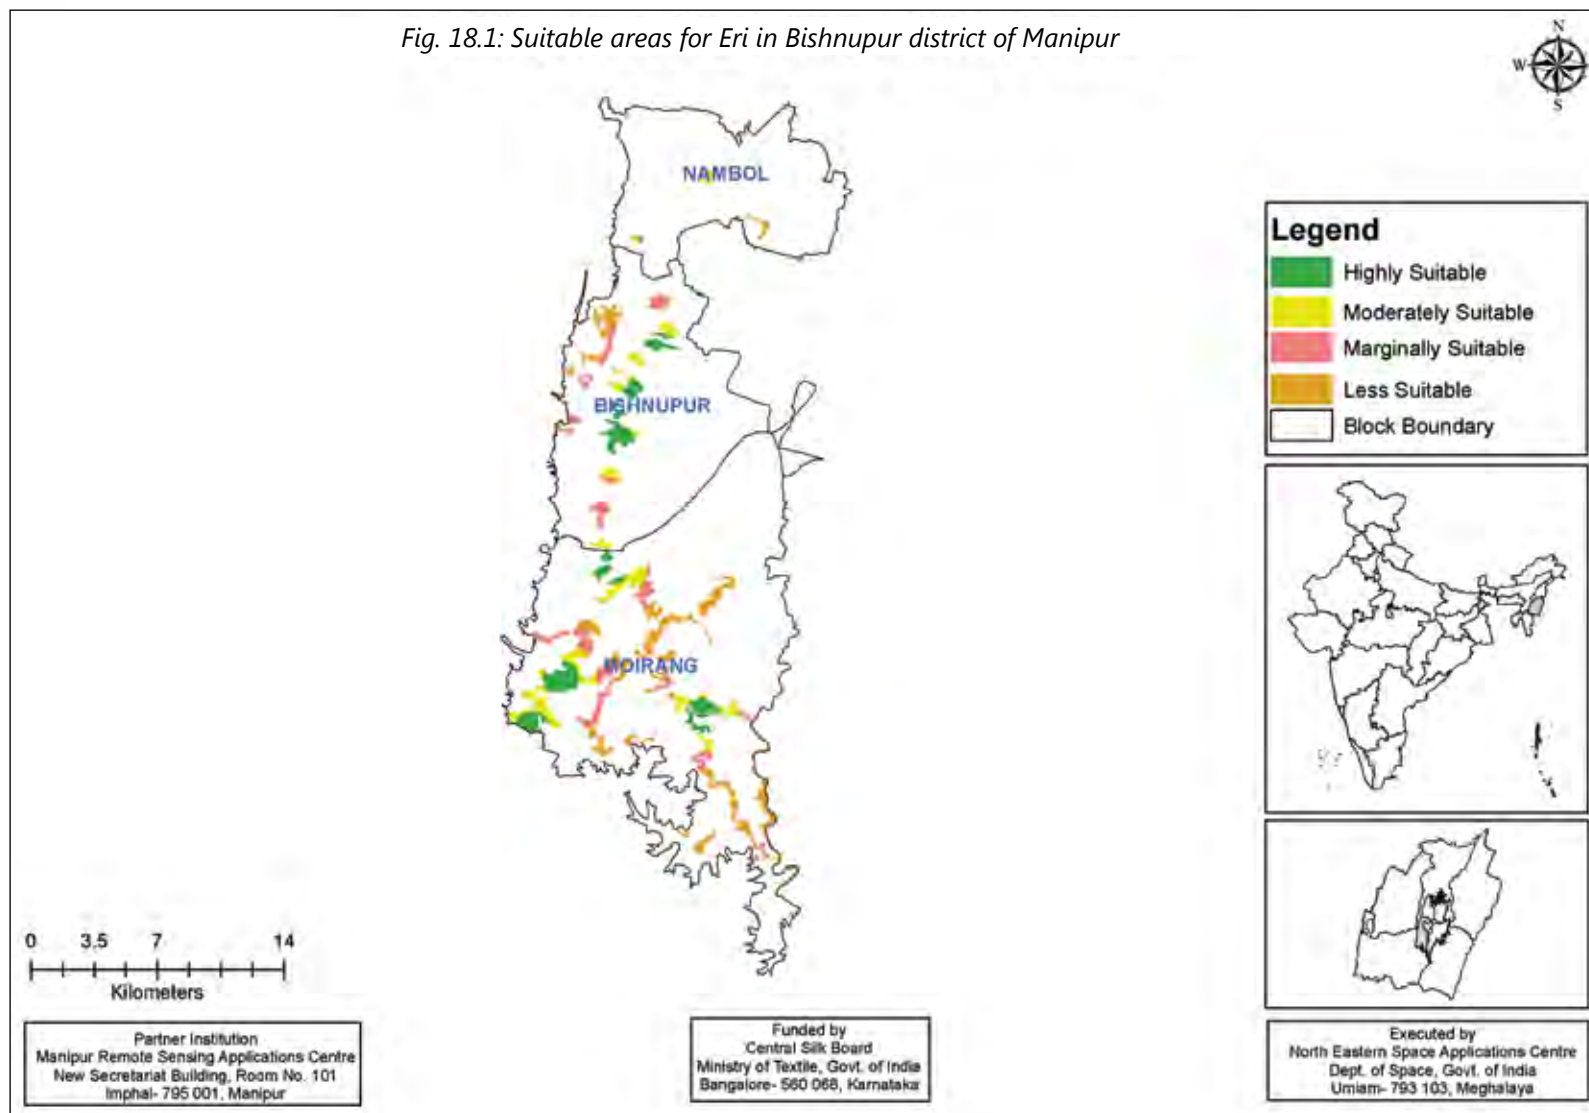 Fig. 18.1: Suitable areas for Eri in Bishnupur district of Manipur
N
W
S
NAMBOL
BISHNUPUR
MOIRANG
Legend
Highly Suitable
Moderately Suitable
Marginally Suitable
Less Suitable
Block Boundary
0 3.5 7 14
Kilometers
Partner Institution
Manipur Remote Sensing Applications Centre
New Secretariat Building, Room No. 101
Imphal- 795 001, Manipur
Funded by
Central Silk Board
Ministry of Textile, Govt. of India
Bangalore- 560 068, Karnataka
Executed by
North Eastern Space Applications Centre
Dept. of Space, Govt. of India
Umiam- 793 103, Meghalaya